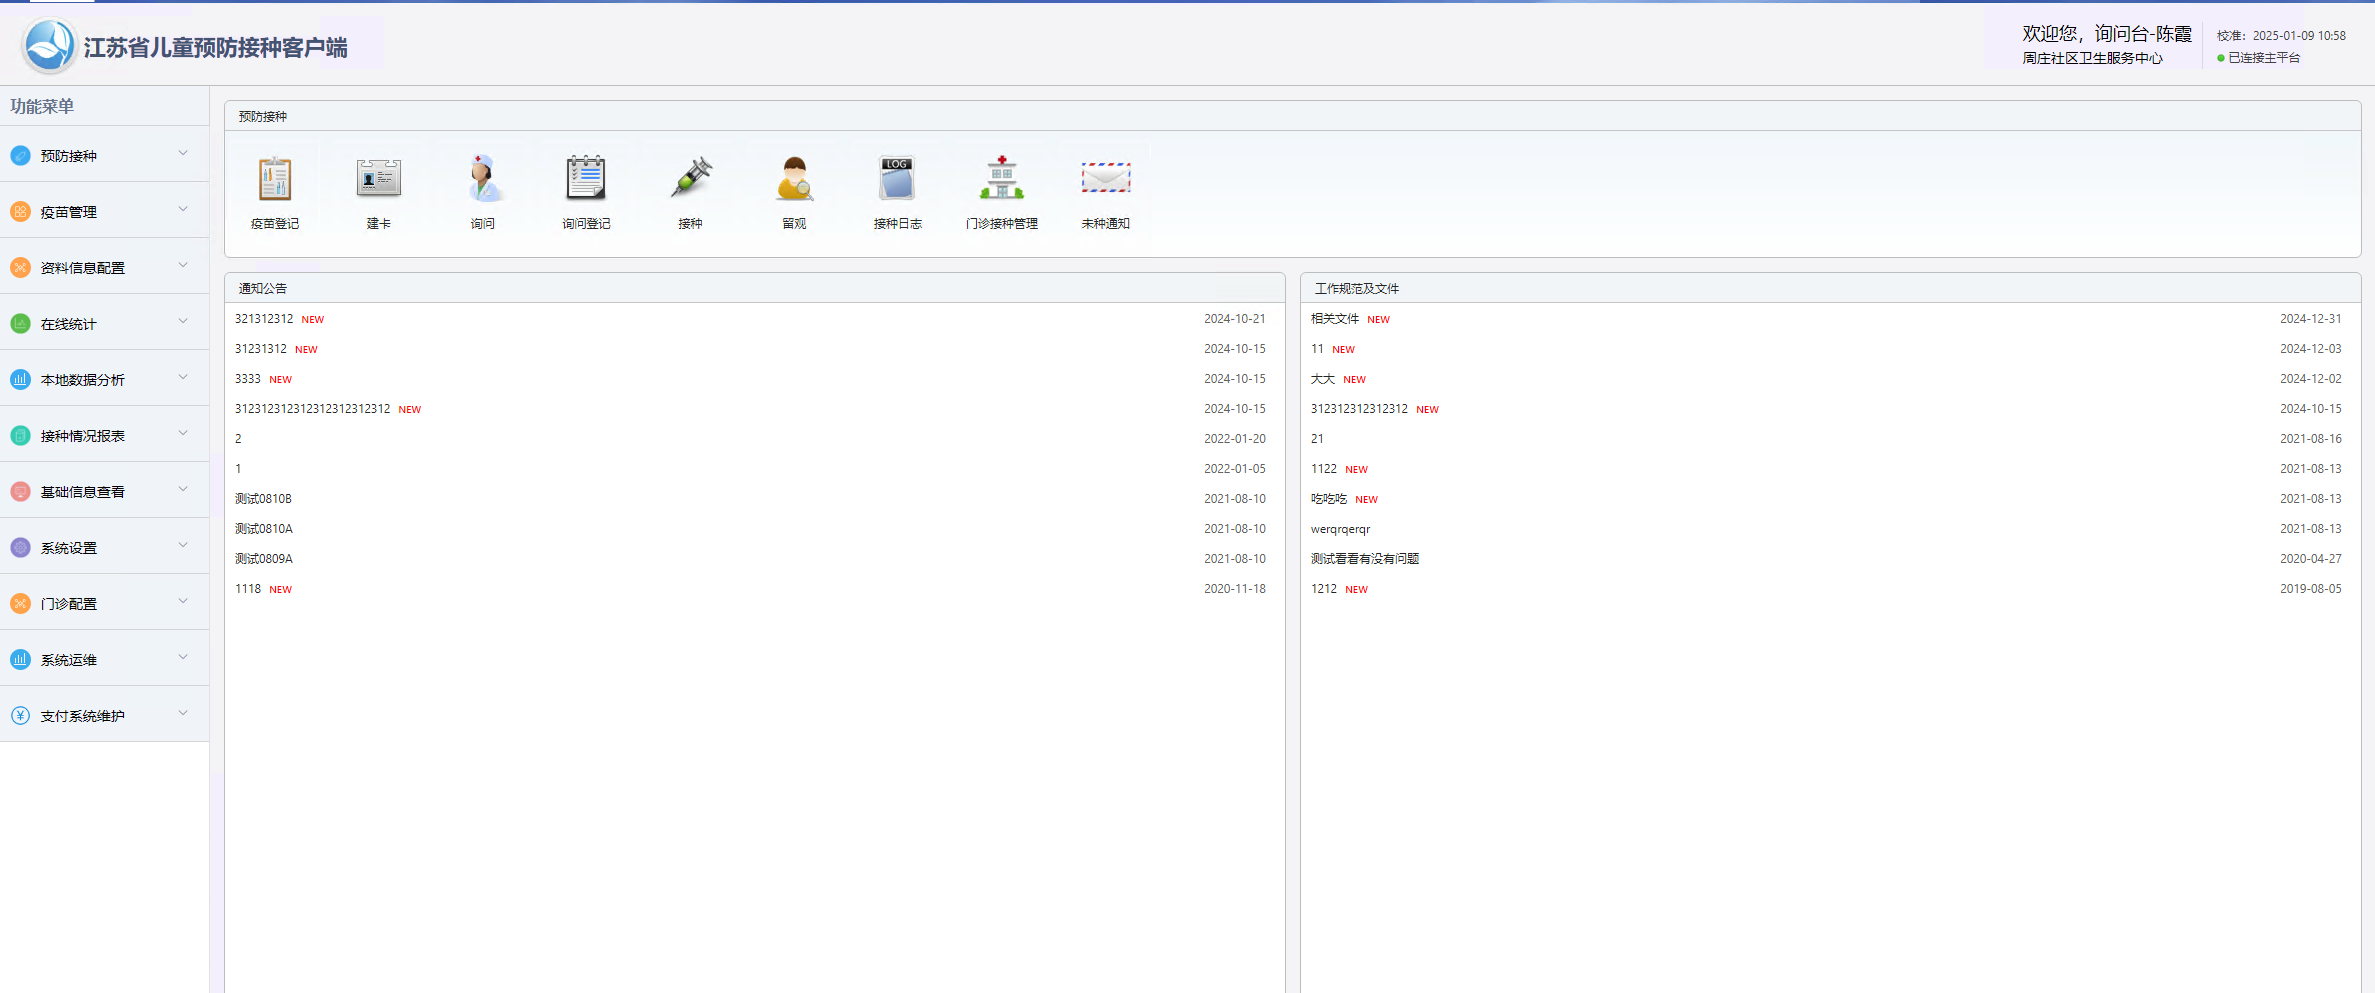 江苏省儿童预防接种客户端
欢迎您，询问台-陈霞
周庄社区卫生服务中心
校准：2025-01-09 10:58
已连接主平台
功能菜单
预防接种
疫苗管理
资料信息配置
在线统计
本地数据分析
接种情况报表
基础信息查看
系统设置
门诊配置
系统运维
支付系统维护
预防接种
疫苗登记
建卡
询问
询问登记
接种
留观
LOG
接种日志
门诊接种管理
未种通知
通知公告
321312312 NEW 2024-10-21
31231312 NEW 2024-10-15
3333 NEW 2024-10-15
312312312312312312312312 NEW 2024-10-15
2 2022-01-20
1 2022-01-05
测试0810B 2021-08-10
测试0810A 2021-08-10
测试0809A 2021-08-10
1118 NEW 2020-11-18
工作规范及文件
相关文件 NEW 2024-12-31
11 NEW 2024-12-03
大大 NEW 2024-12-02
312312312312312 NEW 2024-10-15
21 2021-08-16
1122 NEW 2021-08-13
吃吃吃 NEW 2021-08-13
werqrqerqr 2021-08-13
测试看看有没有问题 2020-04-27
1212 NEW 2019-08-05